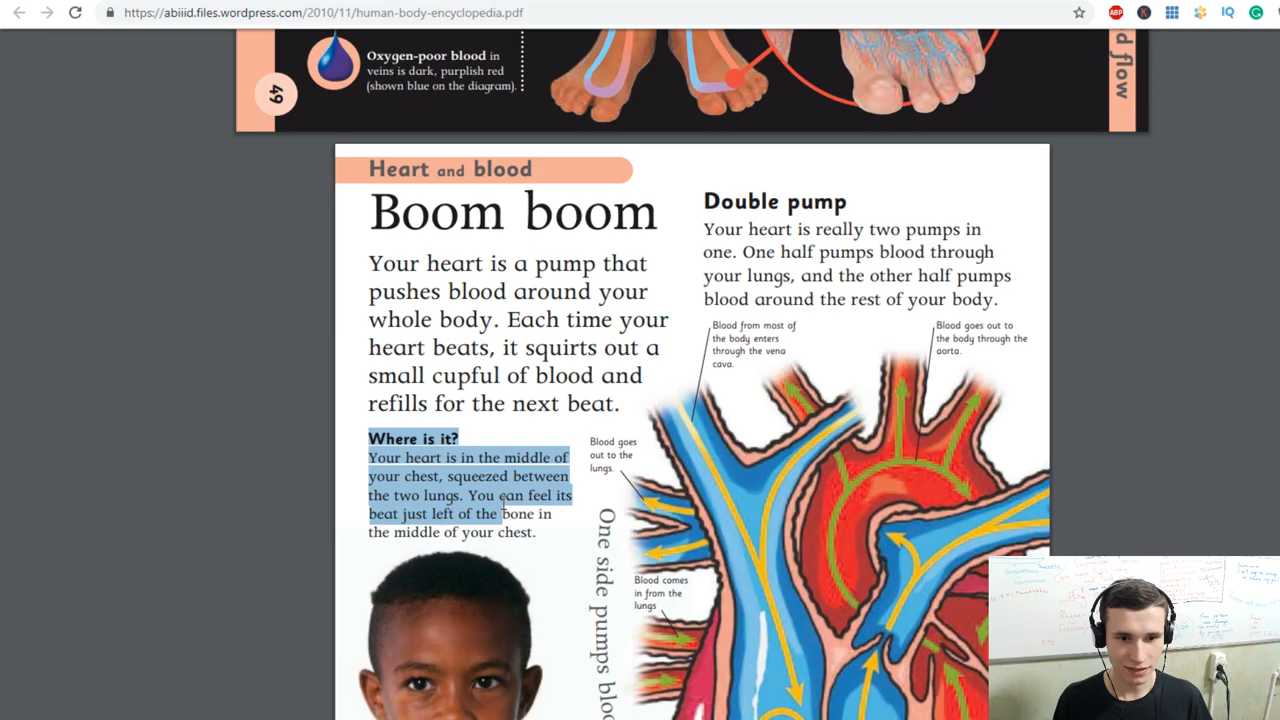 https://abiiid.files.wordpress.com/2010/11/human-body-encyclopedia.pdf
ABP
K
IQ
G
Oxygen-poor blood in
veins is dark, purplish red
(shown blue on the diagram).
49
d flow
Heart and blood
Boom boom
Your heart is a pump that
pushes blood around your
whole body. Each time your
heart beats, it squirts out a
small cupful of blood and
refills for the next beat.
Where is it?
Your heart is in the middle of
your chest, squeezed between
the two lungs. You can feel its
beat just left of the bone in
the middle of your chest.
Double pump
Your heart is really two pumps in
one. One half pumps blood through
your lungs, and the other half pumps
blood around the rest of your body.
Blood from most of
the body enters
through the vena
cava.
Blood goes out to
the body through the
aorta.
Blood goes
out to the
lungs.
Blood comes
in from the
lungs
One side pumps bloo